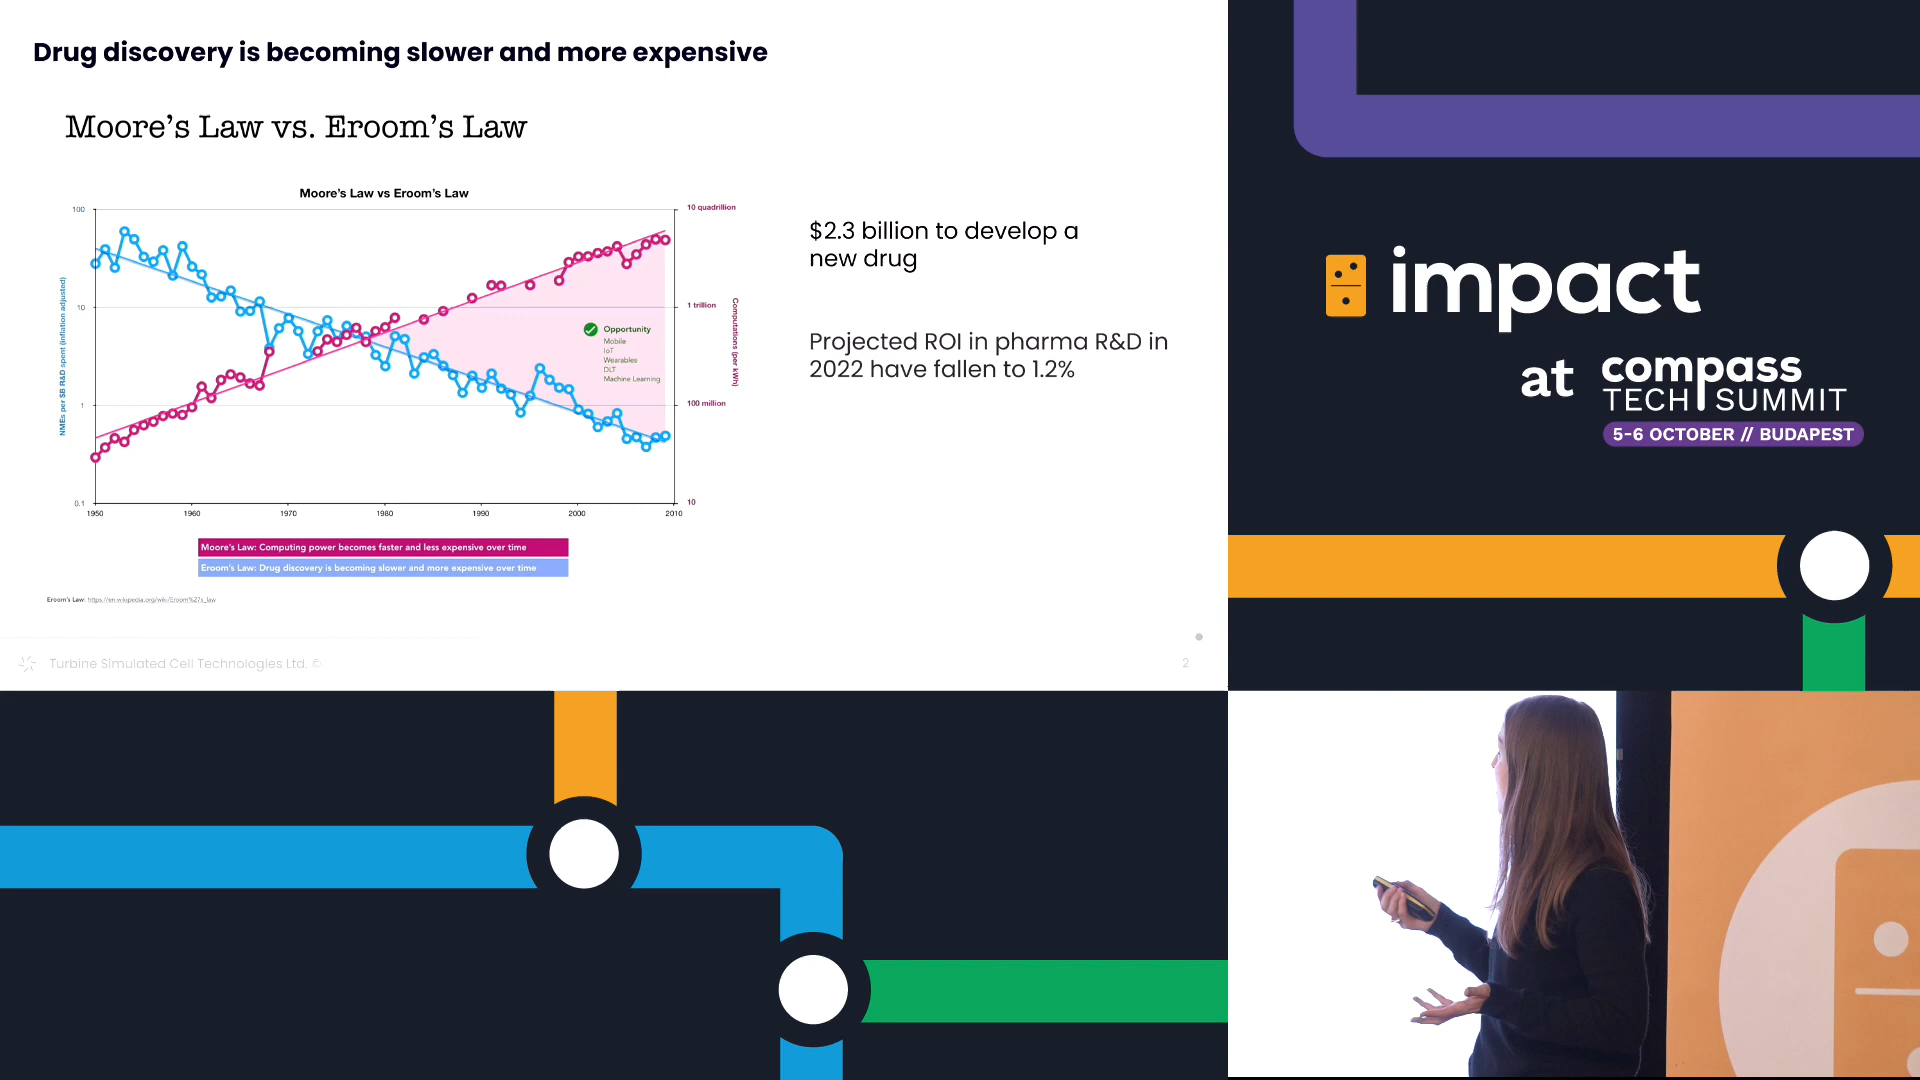 Drug discovery is becoming slower and more expensive
Moore's Law vs. Eroom's Law
Moore's Law vs Eroom's Law
100
10
1
0.1
NMEs per $B R&D spent (inflation adjusted)
1950
1960
1970
1980
1990
2000
2010
10 quadrillion
1 trillion
100 million
10
Computations (per kWh)
Opportunity
Mobile
IoT
Wearables
DLT
Machine Learning
Moore's Law: Computing power becomes faster and less expensive over time
Eroom's Law: Drug discovery is becoming slower and more expensive over time
Eroom's Law: https://en.wikipedia.org/wiki/Eroom%27s_law
$2.3 billion to develop a
new drug
Projected ROI in pharma R&D in
2022 have fallen to 1.2%
Turbine Simulated Cell Technologies Ltd. ©
2
impact
at compass
TECH SUMMIT
5-6 OCTOBER // BUDAPEST